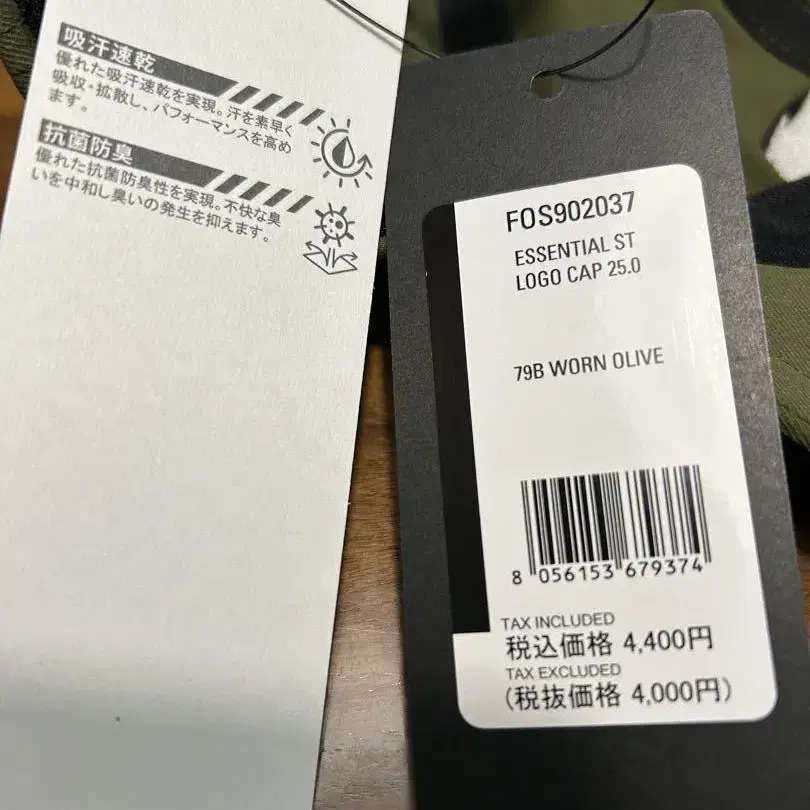 吸汗速乾
優れた吸汗速乾を実現。汗を素早く
吸収・拡散し、パフォーマンスを高め
ます。
抗菌防臭
優れた抗菌防臭性を実現。不快な臭
いを中和し臭いの発生を抑えます。
FOS902037
ESSENTIAL ST
LOGO CAP 25.0
79B WORN OLIVE
8 056153 679374
TAX INCLUDED
税込価格 4,400円
TAX EXCLUDED
(税抜価格 4,000円)